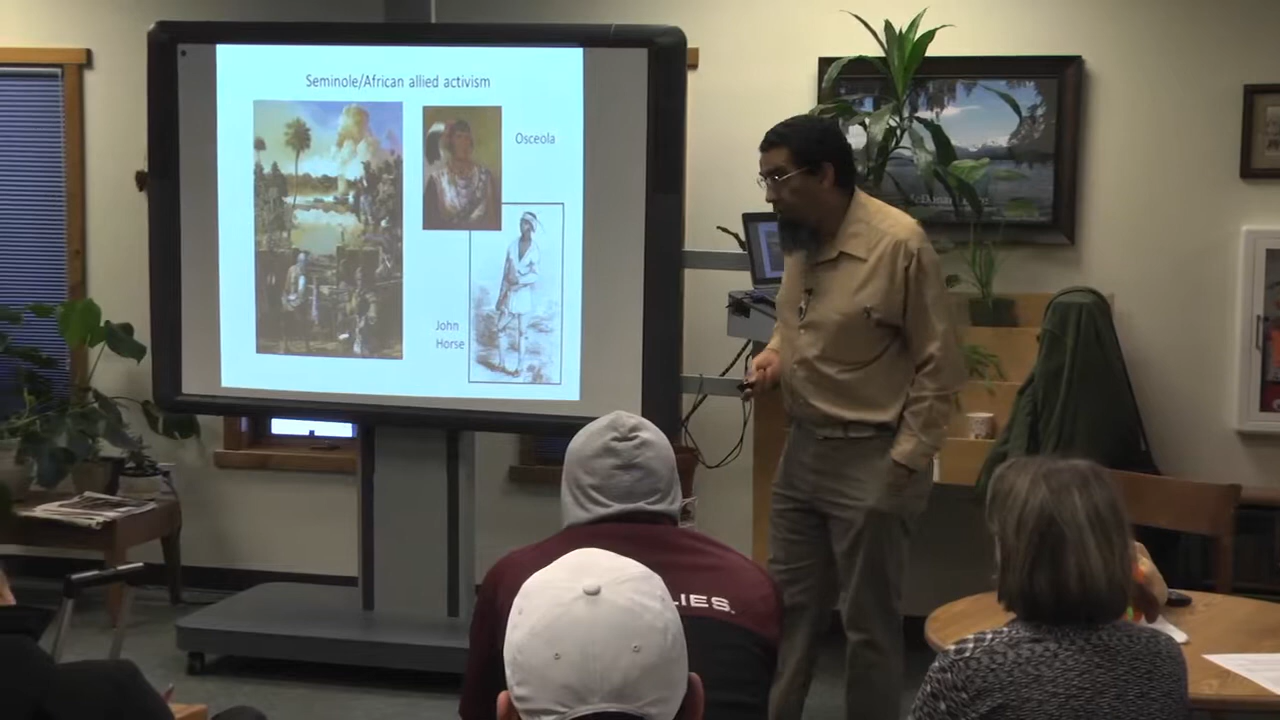 Seminole/African allied activism
Osceola
John
Horse
LIES.